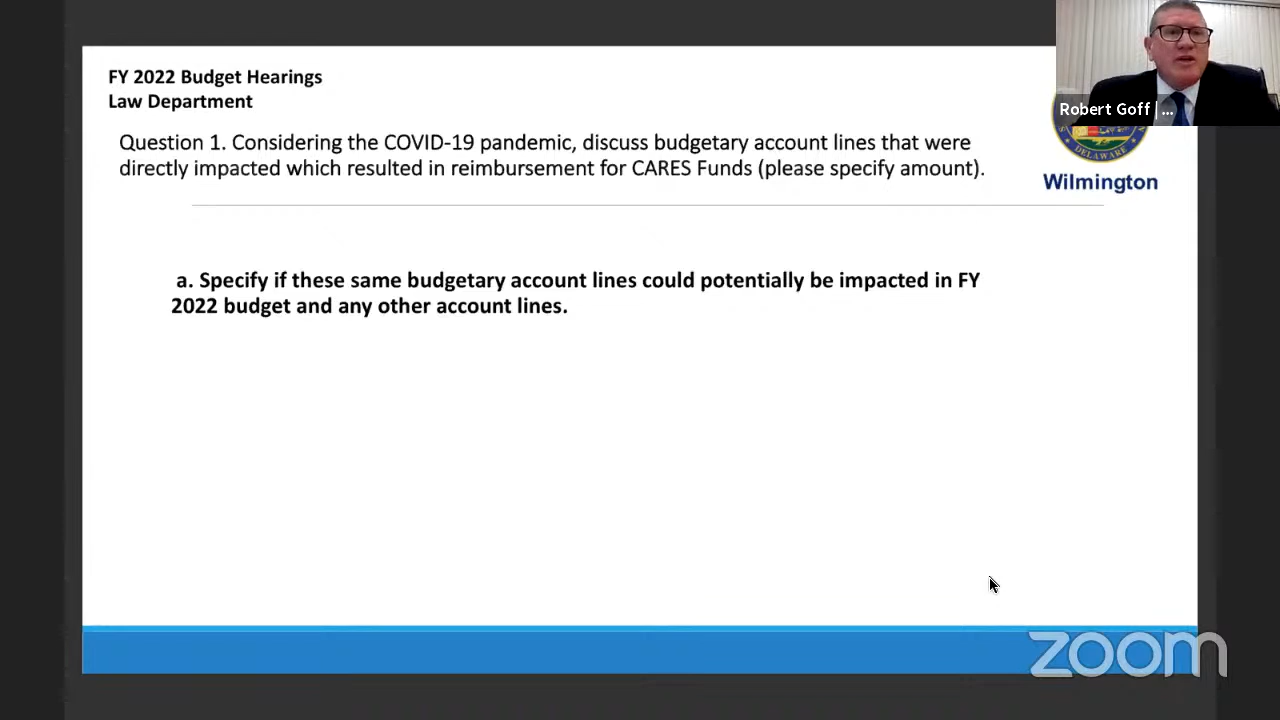 FY 2022 Budget Hearings
Law Department
Question 1. Considering the COVID-19 pandemic, discuss budgetary account lines that were
directly impacted which resulted in reimbursement for CARES Funds (please specify amount).
Robert Goff | ...
DELAWARE
Wilmington
a. Specify if these same budgetary account lines could potentially be impacted in FY
2022 budget and any other account lines.
zoom